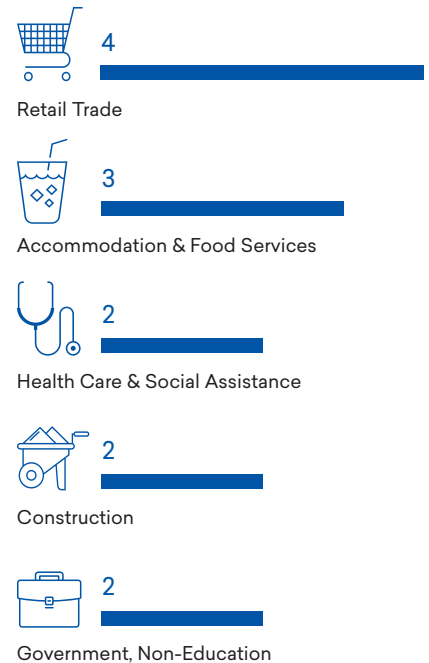 4
Retail Trade
3
Accommodation & Food Services
2
Health Care & Social Assistance
2
Construction
2
Government, Non-Education